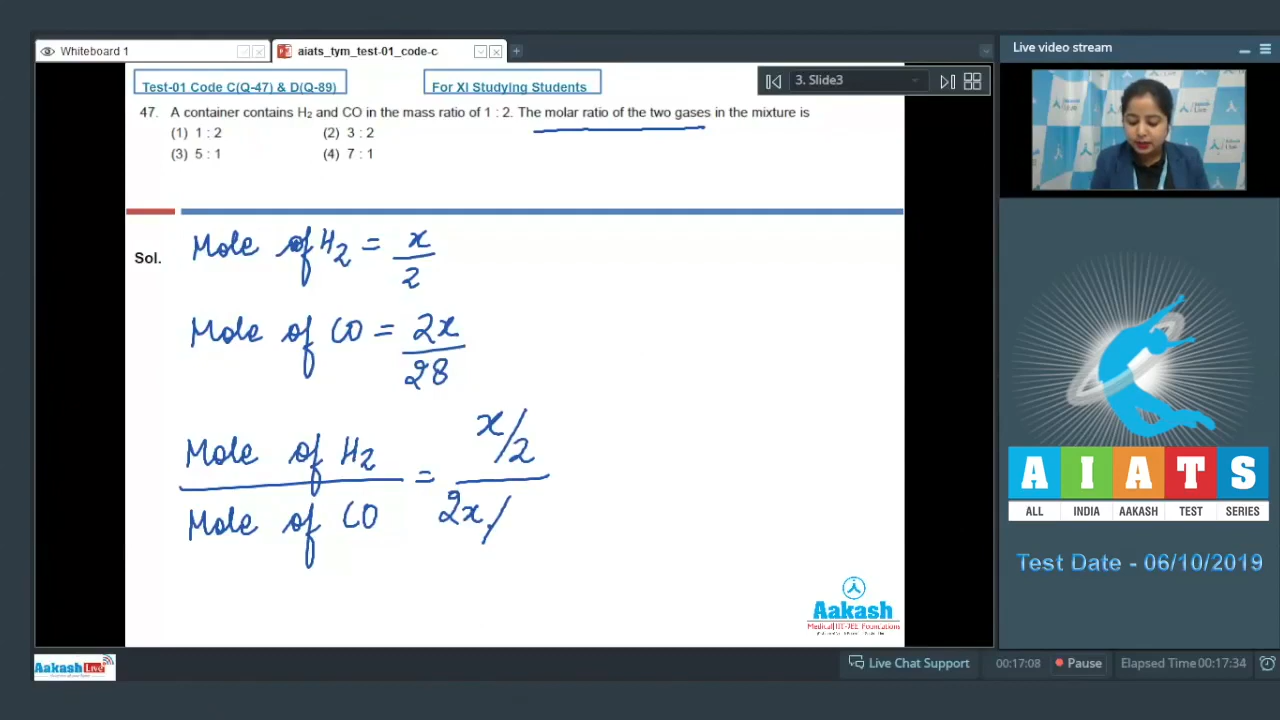 Whiteboard 1
aiats_tym_test-01_code-c
Live video stream
Test-01 Code C(Q-47) & D(Q-89)
For XI Studying Students
3. Slide3
47. A container contains H₂ and CO in the mass ratio of 1 : 2. The molar ratio of the two gases in the mixture is
(1) 1 : 2 (2) 3 : 2
(3) 5 : 1 (4) 7 : 1
Sol.
Mole of H₂ = x/2
Mole of CO = 2x/28
Mole of H₂ / Mole of CO = x/2 / 2x/
A I A T S
ALL INDIA AAKASH TEST SERIES
Test Date - 06/10/2019
Aakash
Medical|IIT-JEE|Foundations
Aakash Live
Live Chat Support
00:17:08
Pause
Elapsed Time 00:17:34